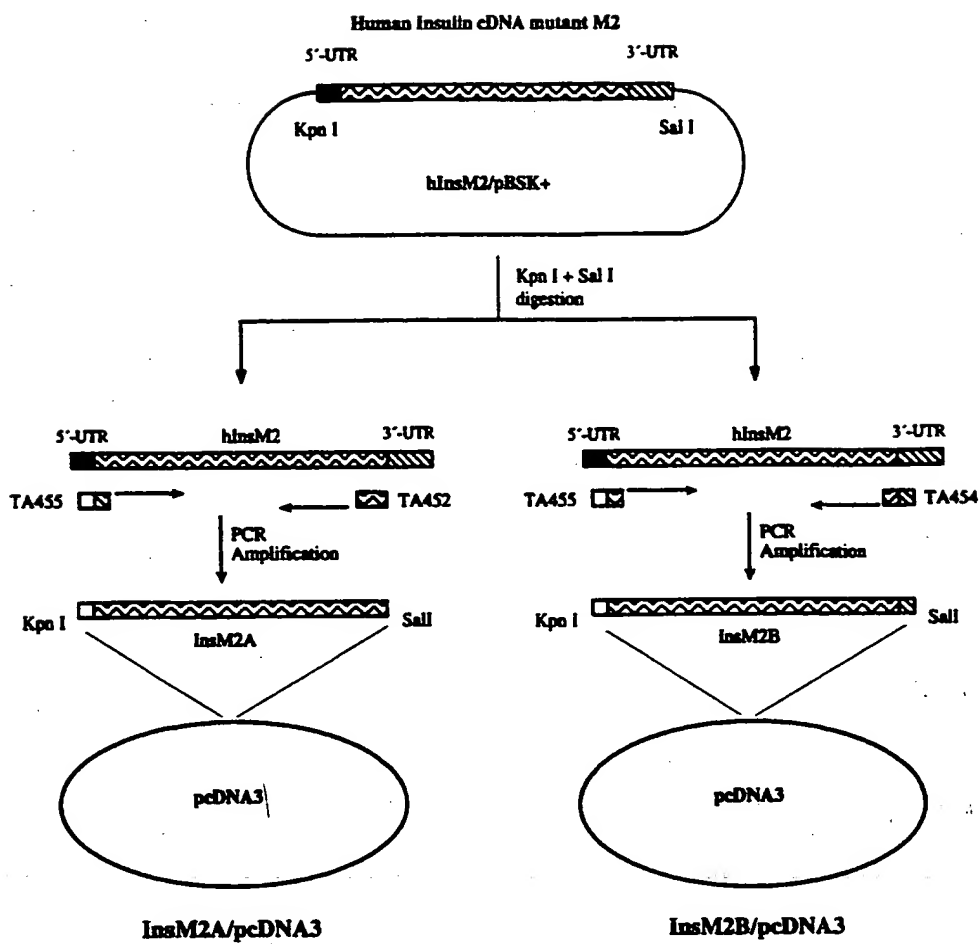 Human Insulin cDNA mutant M2
5´-UTR 3´-UTR
Kpn I Sal I
hInsM2/pBSK+
Kpn I + Sal I
digestion
5´-UTR hInsM2 3´-UTR
TA455 TA452
PCR
Amplification
Kpn I SalI
InsM2A
pcDNA3
InsM2A/pcDNA3
5´-UTR hInsM2 3´-UTR
TA455 TA454
PCR
Amplification
Kpn I SalI
InsM2B
pcDNA3
InsM2B/pcDNA3